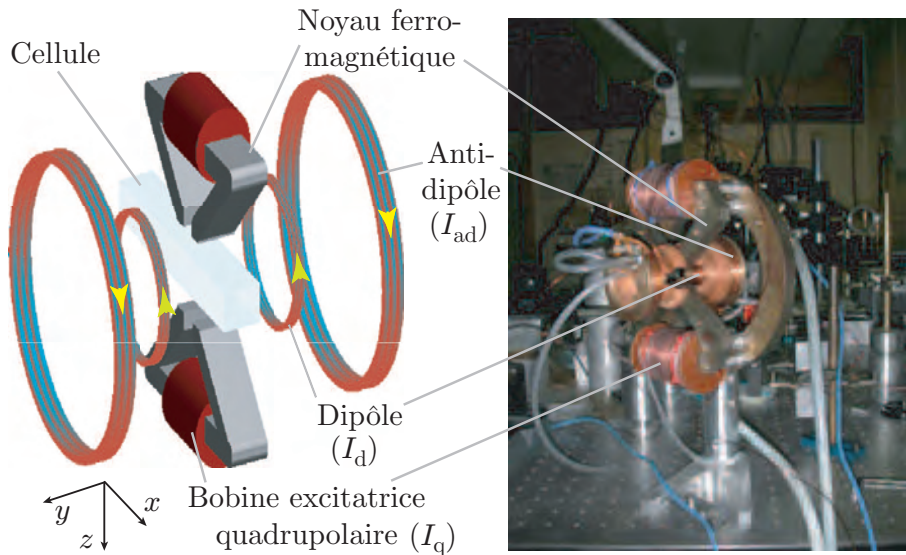 Cellule
Noyau ferro-
magnétique
Anti-
dipôle
(I_ad)
Dipôle
(I_d)
Bobine excitatrice
quadrupolaire (I_q)
x
y
z